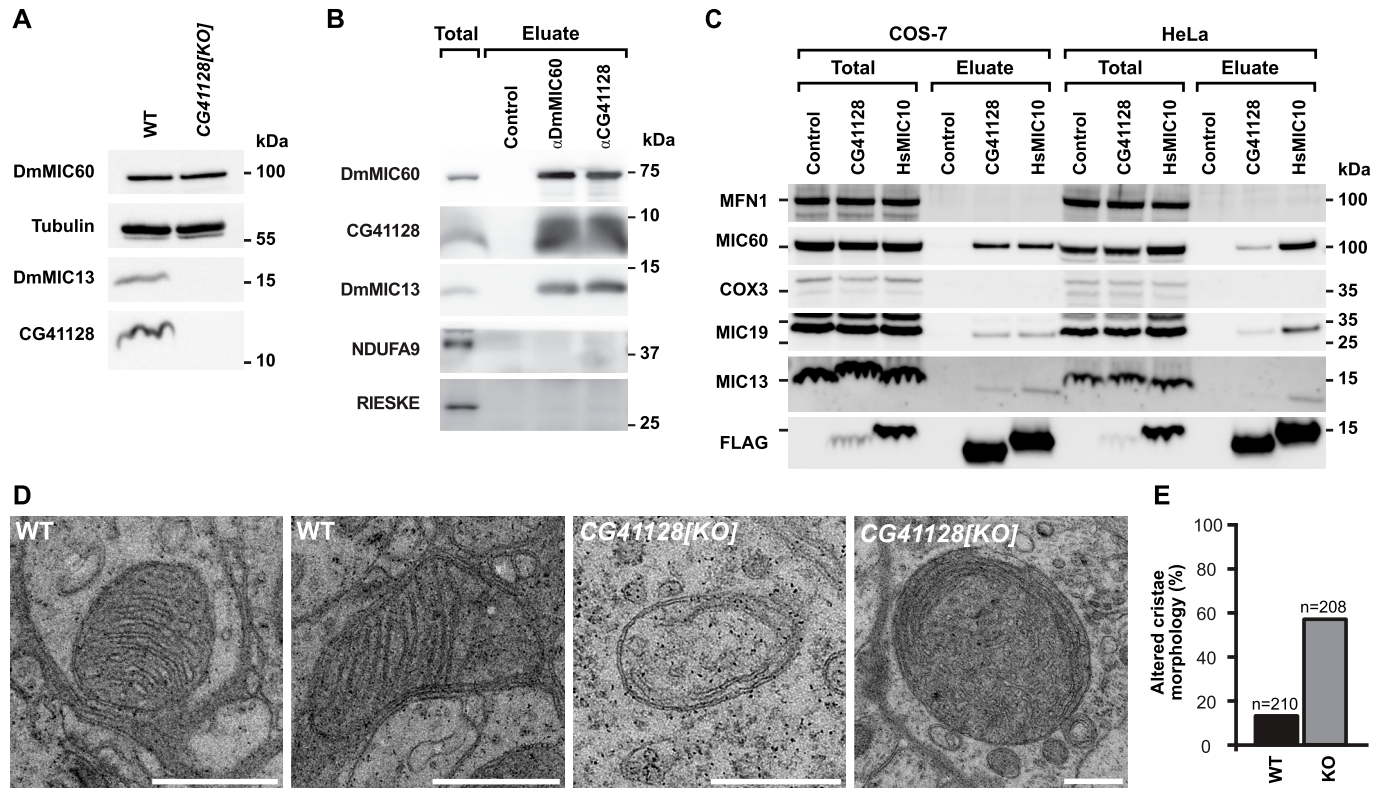 A
WT
CG41128[KO]
kDa
DmMIC60
100
Tubulin
55
DmMIC13
15
CG41128
10
B
Total
Eluate
Control
αDmMIC60
αCG41128
kDa
DmMIC60
75
CG41128
10
DmMIC13
15
NDUFA9
37
RIESKE
25
C
COS-7
HeLa
Total
Eluate
Total
Eluate
Control
CG41128
HsMIC10
Control
CG41128
HsMIC10
Control
CG41128
HsMIC10
Control
CG41128
HsMIC10
kDa
MFN1
100
MIC60
100
COX3
35
MIC19
35
25
MIC13
15
FLAG
15
D
WT
WT
CG41128[KO]
CG41128[KO]
E
Altered cristae
morphology (%)
100
80
60
40
20
0
n=210
n=208
WT
KO